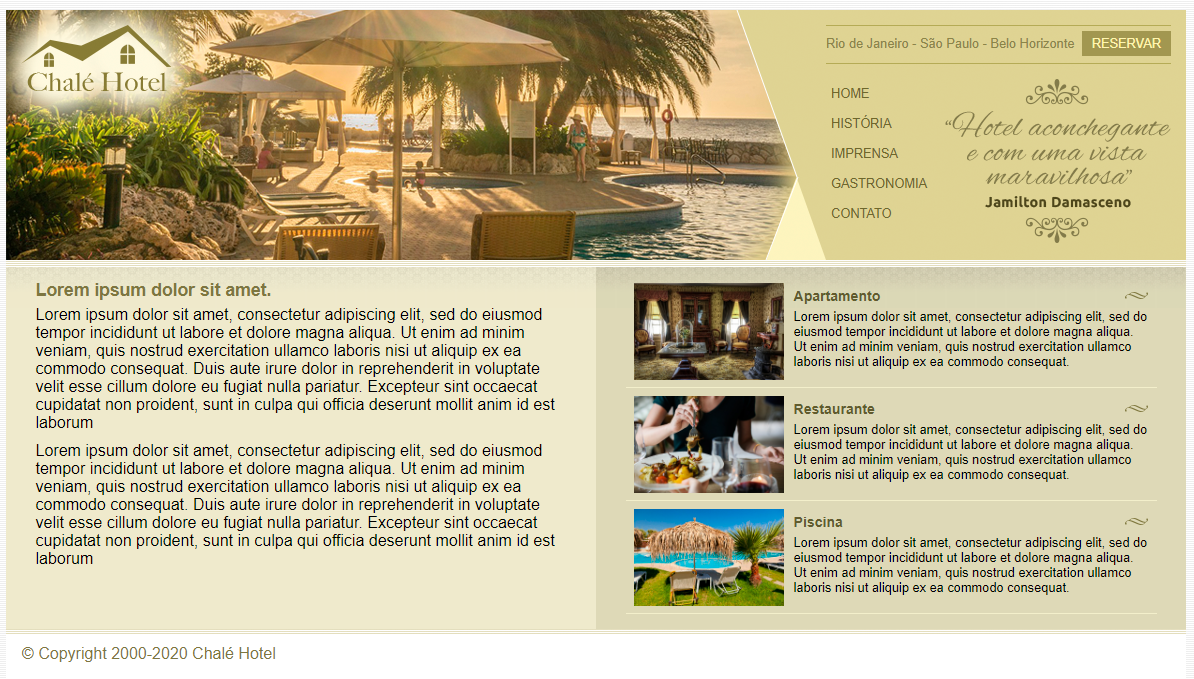 Chalé Hotel
Rio de Janeiro - São Paulo - Belo Horizonte
RESERVAR
HOME
HISTÓRIA
IMPRENSA
GASTRONOMIA
CONTATO
“Hotel aconchegante
e com uma vista
maravilhosa”
Jamilton Damasceno
Lorem ipsum dolor sit amet.
Lorem ipsum dolor sit amet, consectetur adipiscing elit, sed do eiusmod
tempor incididunt ut labore et dolore magna aliqua. Ut enim ad minim
veniam, quis nostrud exercitation ullamco laboris nisi ut aliquip ex ea
commodo consequat. Duis aute irure dolor in reprehenderit in voluptate
velit esse cillum dolore eu fugiat nulla pariatur. Excepteur sint occaecat
cupidatat non proident, sunt in culpa qui officia deserunt mollit anim id est
laborum
Lorem ipsum dolor sit amet, consectetur adipiscing elit, sed do eiusmod
tempor incididunt ut labore et dolore magna aliqua. Ut enim ad minim
veniam, quis nostrud exercitation ullamco laboris nisi ut aliquip ex ea
commodo consequat. Duis aute irure dolor in reprehenderit in voluptate
velit esse cillum dolore eu fugiat nulla pariatur. Excepteur sint occaecat
cupidatat non proident, sunt in culpa qui officia deserunt mollit anim id est
laborum
Apartamento
Lorem ipsum dolor sit amet, consectetur adipiscing elit, sed do
eiusmod tempor incididunt ut labore et dolore magna aliqua.
Ut enim ad minim veniam, quis nostrud exercitation ullamco
laboris nisi ut aliquip ex ea commodo consequat.
Restaurante
Lorem ipsum dolor sit amet, consectetur adipiscing elit, sed do
eiusmod tempor incididunt ut labore et dolore magna aliqua.
Ut enim ad minim veniam, quis nostrud exercitation ullamco
laboris nisi ut aliquip ex ea commodo consequat.
Piscina
Lorem ipsum dolor sit amet, consectetur adipiscing elit, sed do
eiusmod tempor incididunt ut labore et dolore magna aliqua.
Ut enim ad minim veniam, quis nostrud exercitation ullamco
laboris nisi ut aliquip ex ea commodo consequat.
© Copyright 2000-2020 Chalé Hotel